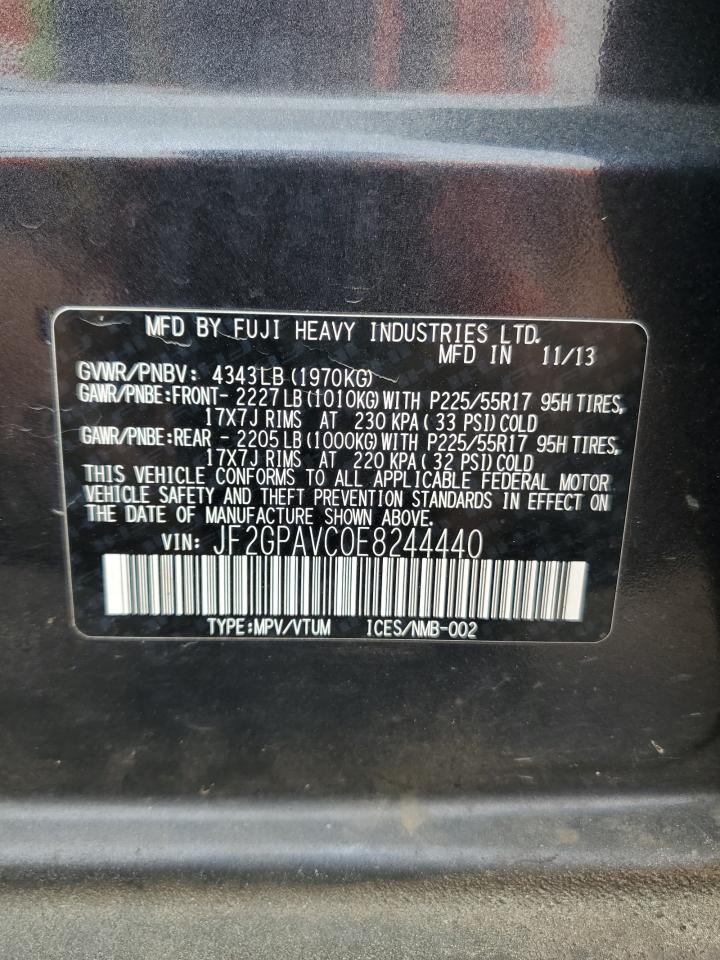 MFD BY FUJI HEAVY INDUSTRIES LTD.
MFD IN 11/13
GVWR/PNBV: 4343LB (1970KG)
GAWR/PNBE:FRONT- 2227LB (1010KG) WITH P225/55R17 95H TIRES,
17X7J RIMS AT 230 KPA ( 33 PSI) COLD
GAWR/PNBE:REAR - 2205LB (1000KG) WITH P225/55R17 95H TIRES,
17X7J RIMS AT 220 KPA ( 32 PSI) COLD
THIS VEHICLE CONFORMS TO ALL APPLICABLE FEDERAL MOTOR
VEHICLE SAFETY AND THEFT PREVENTION STANDARDS IN EFFECT ON
THE DATE OF MANUFACTURE SHOWN ABOVE.
VIN: JF2GPAVC0E8244440
TYPE:MPV/VTUM ICES/NMB-002